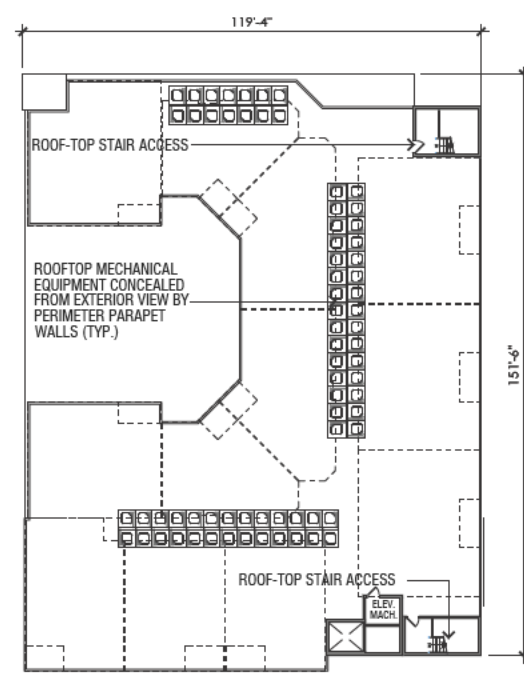 119'-4"
ROOF-TOP STAIR ACCESS
ROOFTOP MECHANICAL
EQUIPMENT CONCEALED
FROM EXTERIOR VIEW BY
PERIMETER PARAPET
WALLS (TYP.)
151'-6"
ROOF-TOP STAIR ACCESS
ELEV.
MACH.